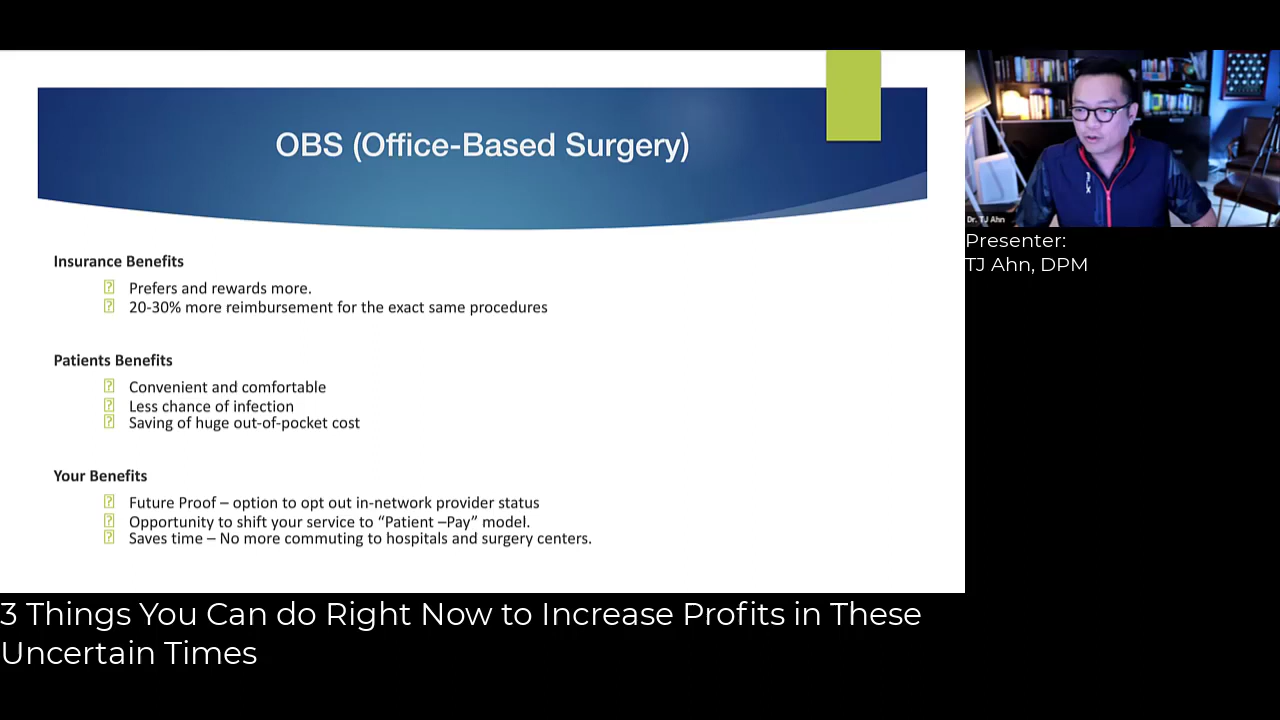 OBS (Office-Based Surgery)
Insurance Benefits
Prefers and rewards more.
20-30% more reimbursement for the exact same procedures
Patients Benefits
Convenient and comfortable
Less chance of infection
Saving of huge out-of-pocket cost
Your Benefits
Future Proof – option to opt out in-network provider status
Opportunity to shift your service to “Patient –Pay” model.
Saves time – No more commuting to hospitals and surgery centers.
FLX
Dr. TJ Ahn
Presenter:
TJ Ahn, DPM
3 Things You Can do Right Now to Increase Profits in These
Uncertain Times